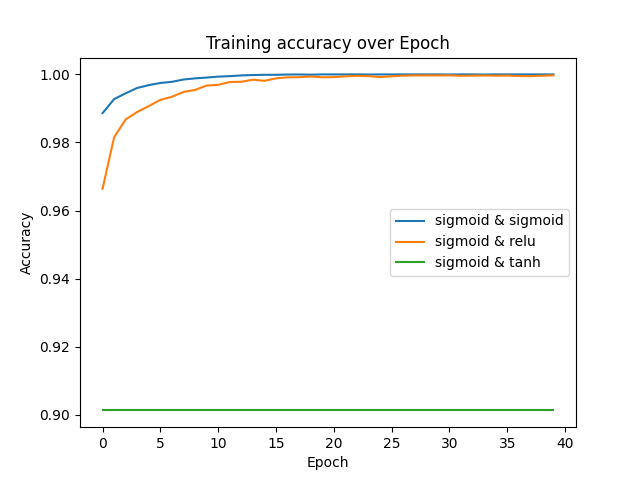 Training accuracy over Epoch
Accuracy
1.00
0.98
0.96
0.94
0.92
0.90
sigmoid & sigmoid
sigmoid & relu
sigmoid & tanh
0 5 10 15 20 25 30 35 40
Epoch